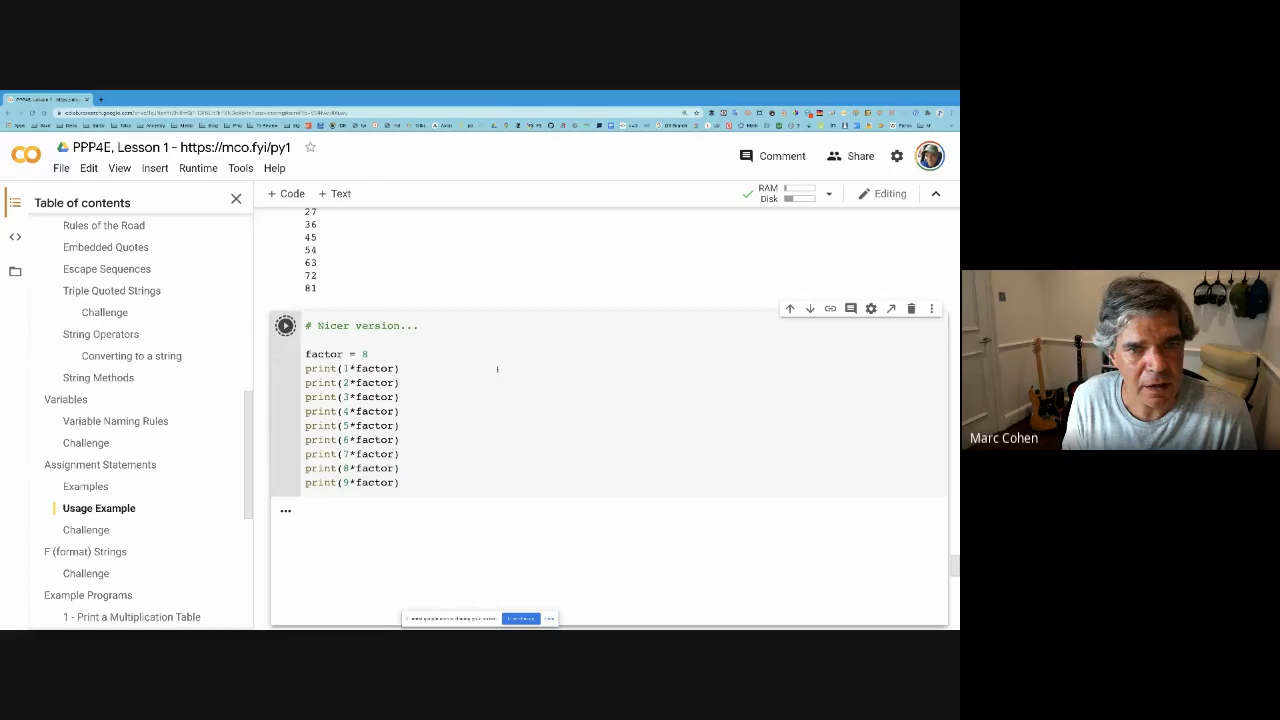 PPP4E, Lesson 1 - https://mco.fyi/py1
File Edit View Insert Runtime Tools Help
Comment
Share
+ Code + Text
RAM
Disk
Editing
Table of contents
Rules of the Road
Embedded Quotes
Escape Sequences
Triple Quoted Strings
Challenge
String Operators
Converting to a string
String Methods
Variables
Variable Naming Rules
Challenge
Assignment Statements
Examples
Usage Example
Challenge
F (format) Strings
Challenge
Example Programs
1 - Print a Multiplication Table
27
36
45
54
63
72
81
# Nicer version...
factor = 8
print(1*factor)
print(2*factor)
print(3*factor)
print(4*factor)
print(5*factor)
print(6*factor)
print(7*factor)
print(8*factor)
print(9*factor)
Marc Cohen